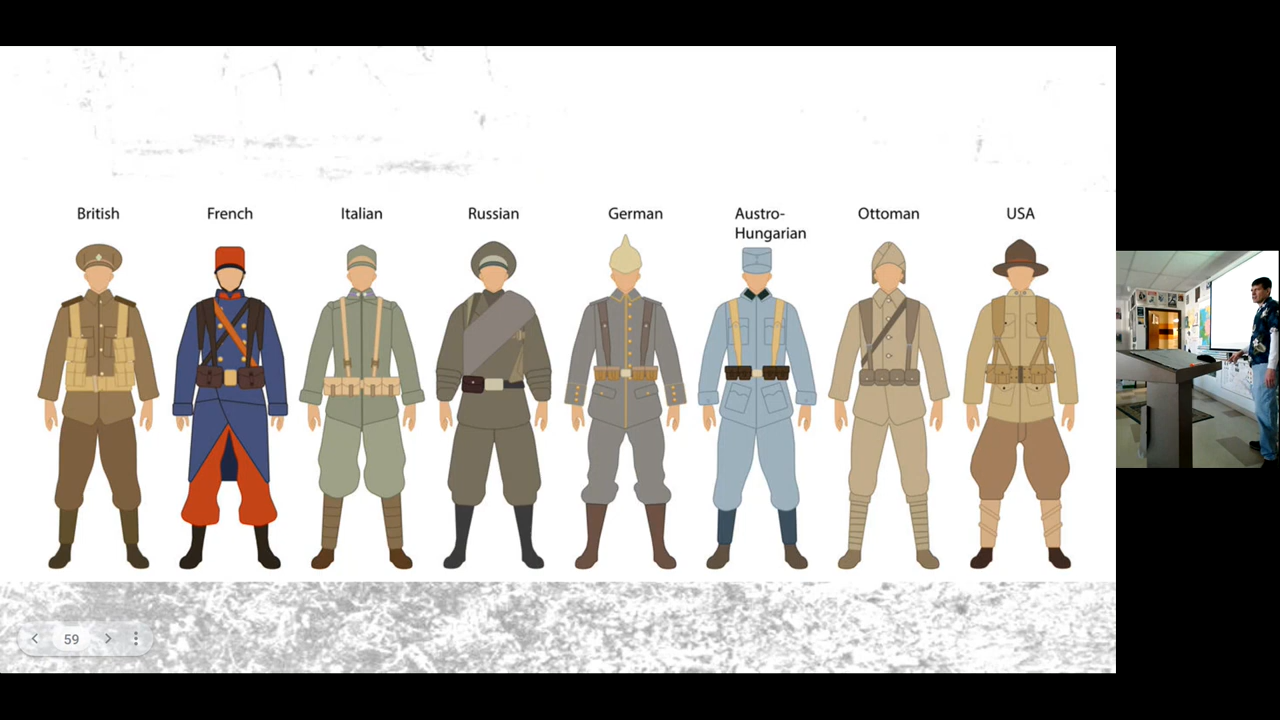 British
French
Italian
Russian
German
Austro-
Hungarian
Ottoman
USA
59